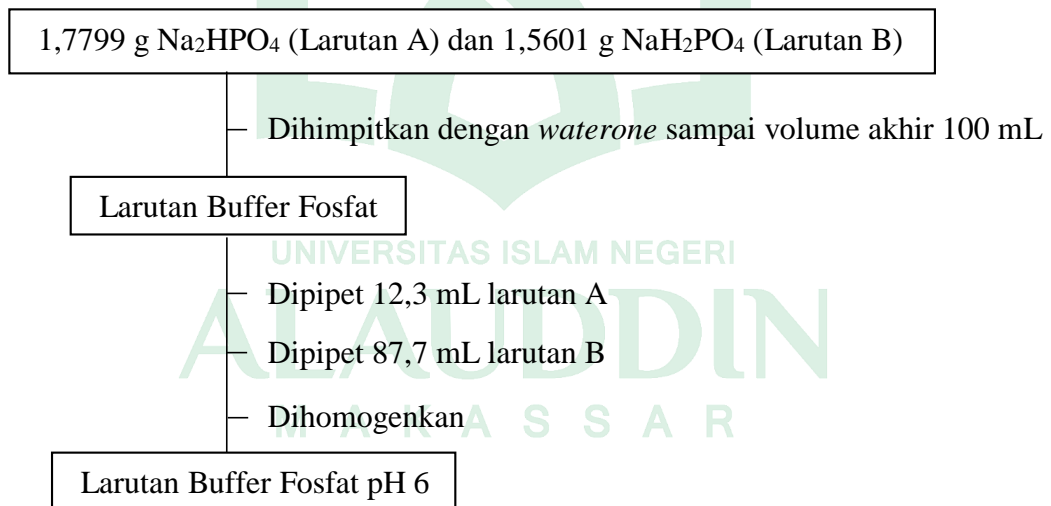 1,7799 g Na₂HPO₄ (Larutan A) dan 1,5601 g NaH₂PO₄ (Larutan B)
Dihimpitkan dengan waterone sampai volume akhir 100 mL
Larutan Buffer Fosfat
UNIVERSITAS ISLAM NEGERI
Dipipet 12,3 mL larutan A
ALAUDDIN
Dipipet 87,7 mL larutan B
Dihomogenkan
MAKASSAR
Larutan Buffer Fosfat pH 6